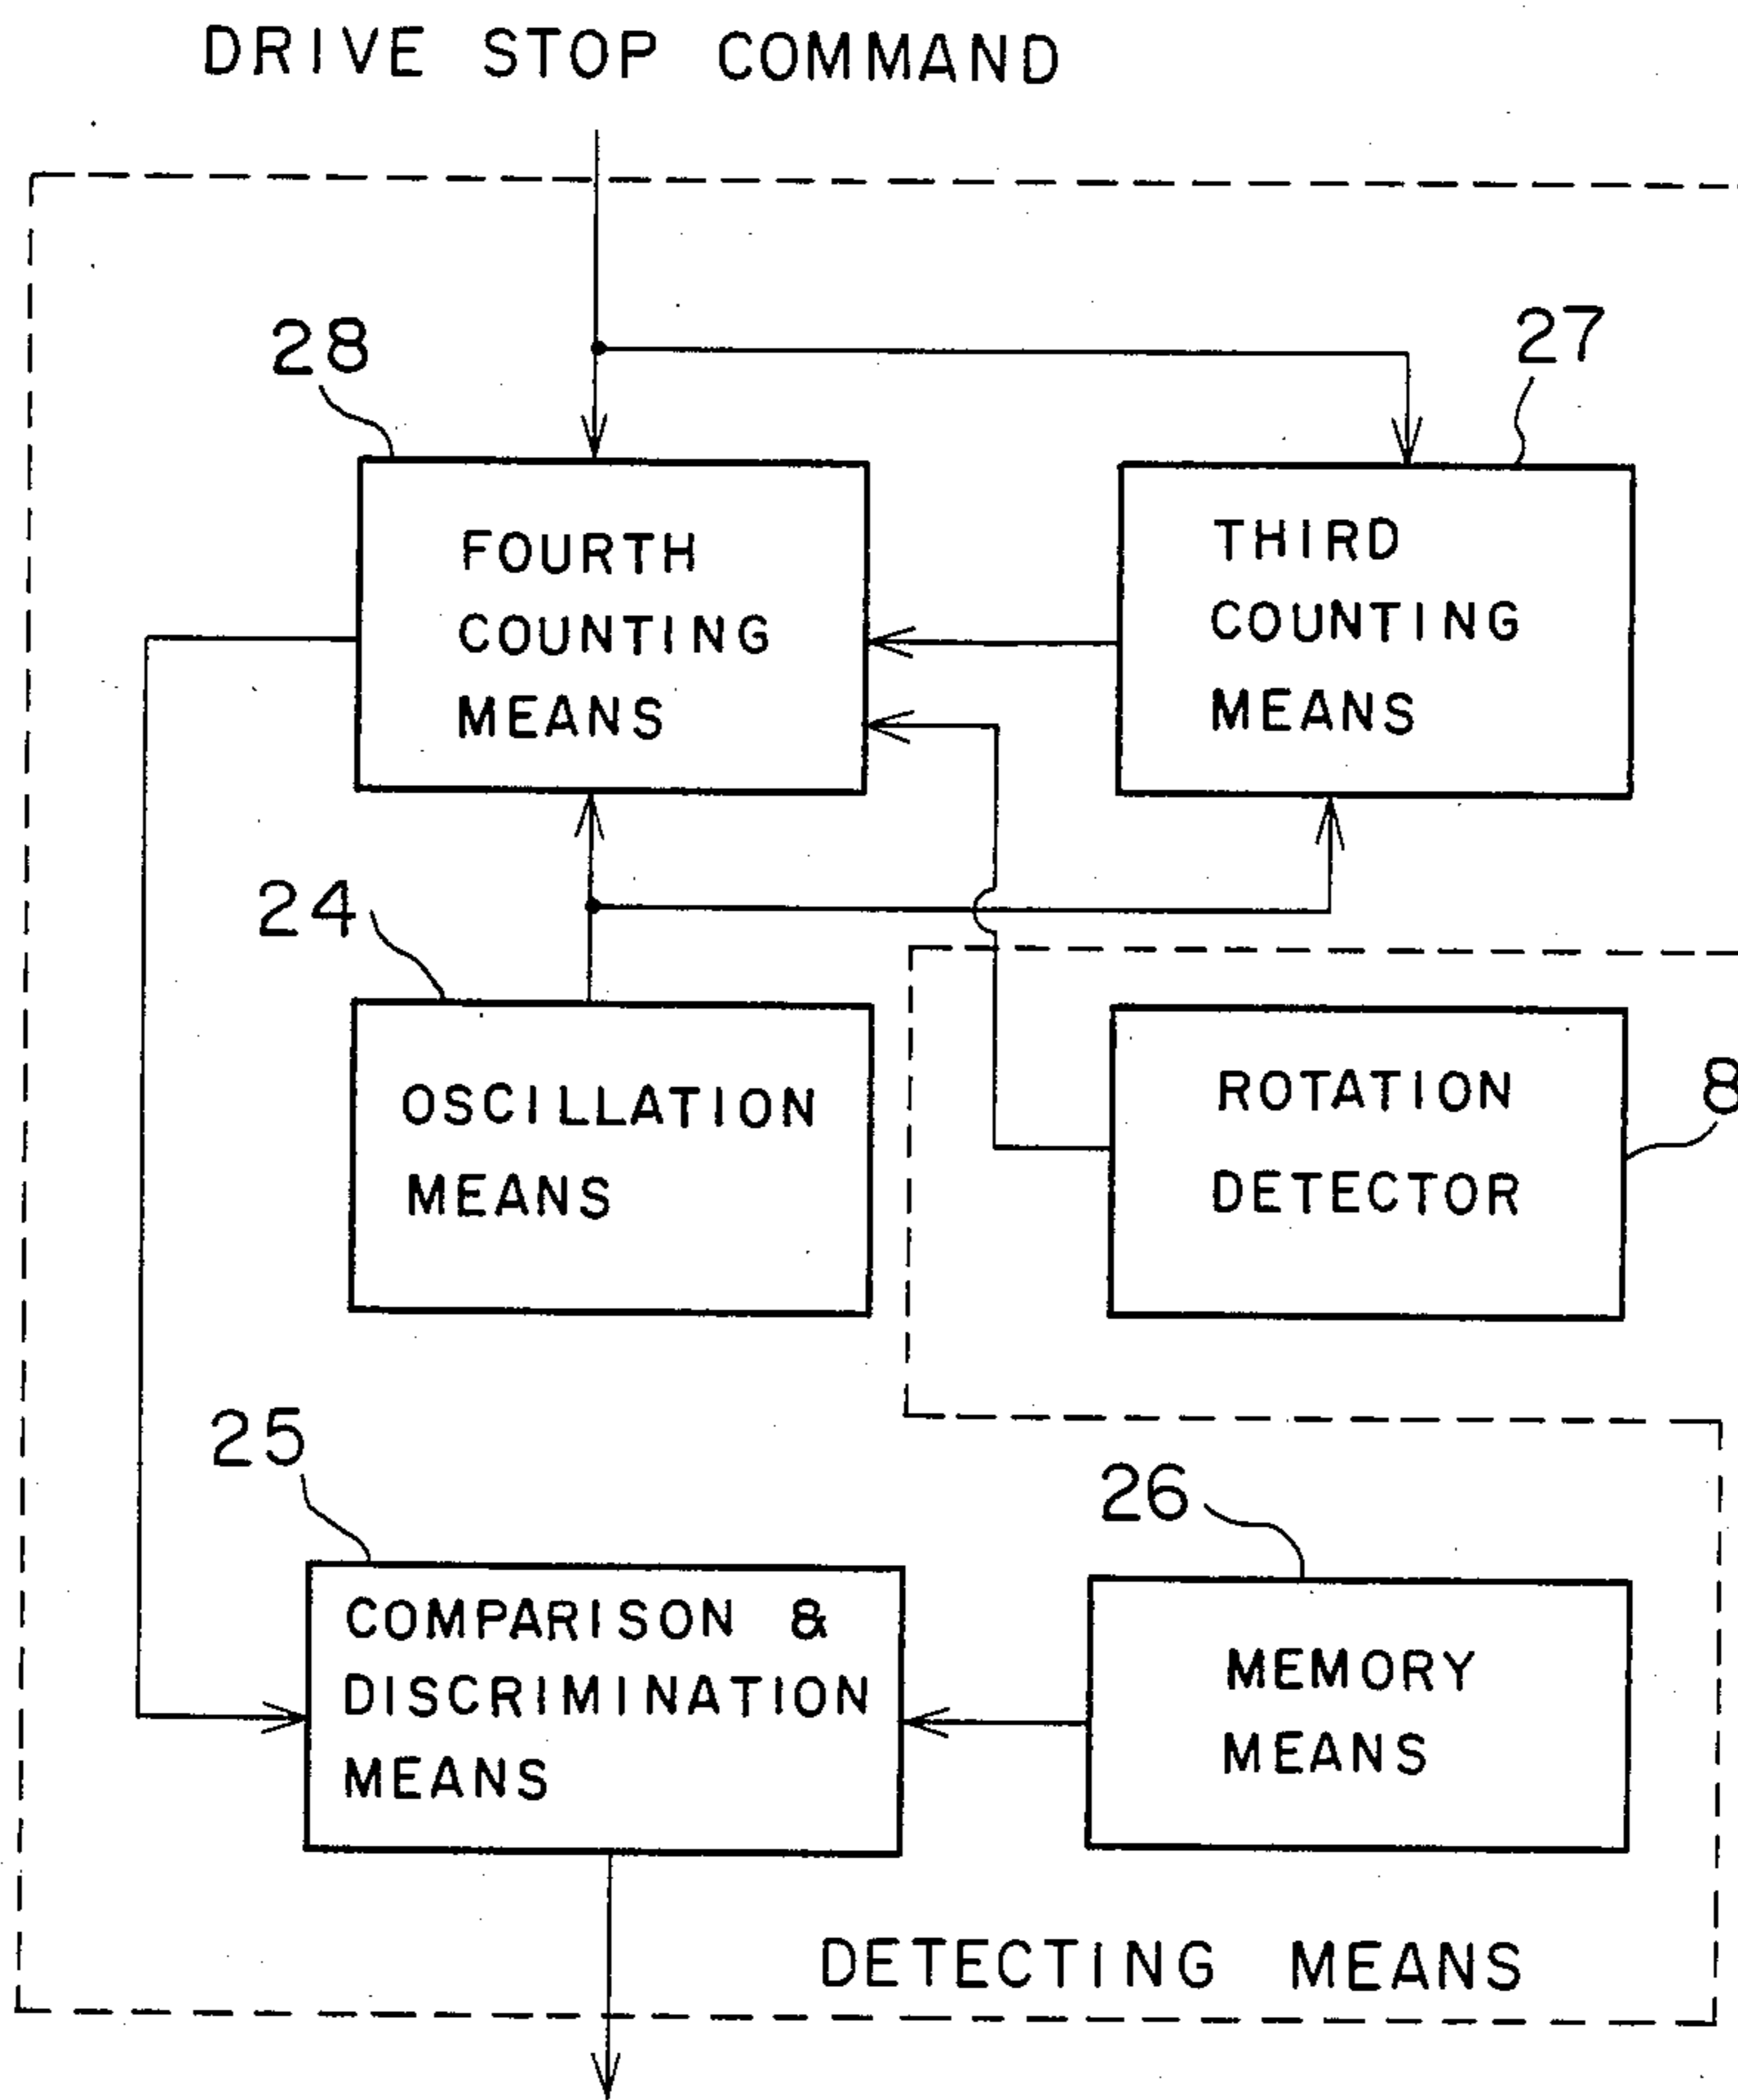 DRIVE STOP COMMAND
28
27
FOURTH
COUNTING
MEANS
THIRD
COUNTING
MEANS
24
OSCILLATION
MEANS
ROTATION
DETECTOR
8
25
26
COMPARISON &
DISCRIMINATION
MEANS
MEMORY
MEANS
DETECTING MEANS